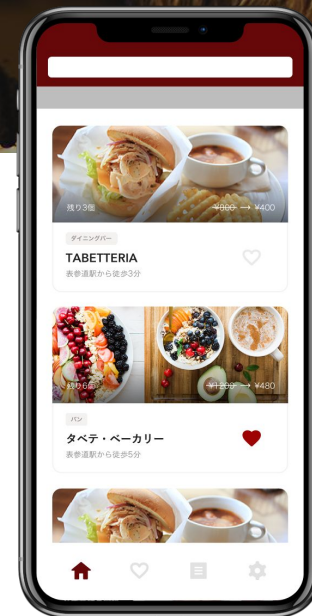 残り3個
¥800 → ¥400
ダイニングバー
TABETTERIA
表参道駅から徒歩3分
残り6個
¥1200 → ¥480
パン
タベテ・ベーカリー
表参道駅から徒歩5分